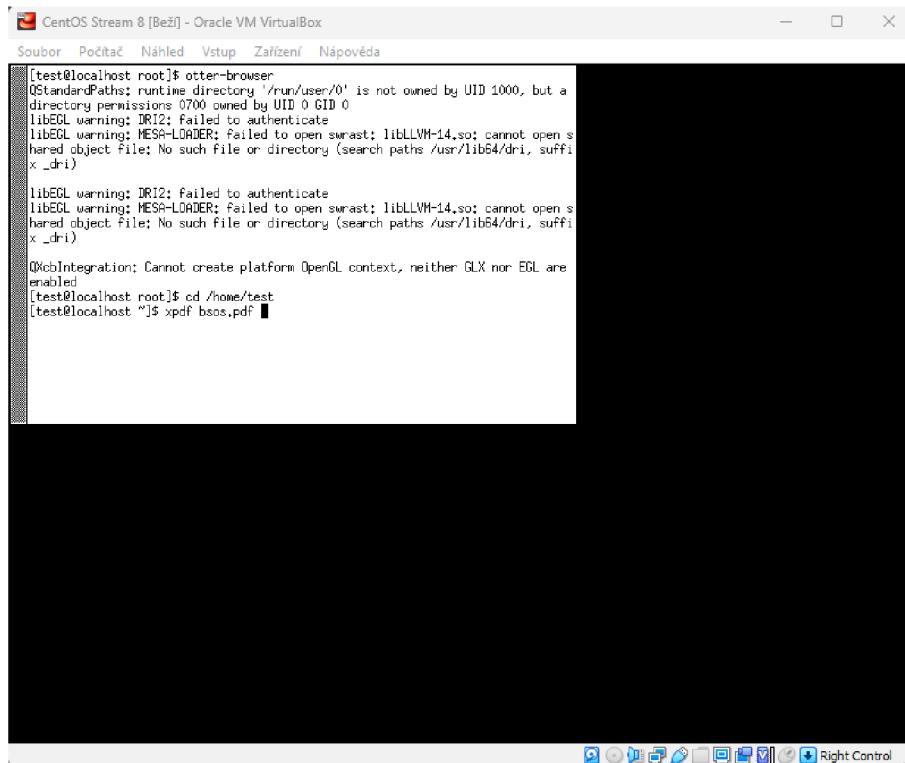 CentOS Stream 8 [Beží] - Oracle VM VirtualBox
Soubor Počítač Náhled Vstup Zařízení Nápověda
[test@localhost root]$ otter-browser
QStandardPaths: runtime directory '/run/user/0' is not owned by UID 1000, but a
directory permissions 0700 owned by UID 0 GID 0
libEGL warning: DRI2: failed to authenticate
libEGL warning: MESA-LOADER: failed to open swrast: libLLVM-14.so: cannot open s
hared object file: No such file or directory (search paths /usr/lib64/dri, suffi
x _dri)
libEGL warning: DRI2: failed to authenticate
libEGL warning: MESA-LOADER: failed to open swrast: libLLVM-14.so: cannot open s
hared object file: No such file or directory (search paths /usr/lib64/dri, suffi
x _dri)
QXcbIntegration: Cannot create platform OpenGL context, neither GLX nor EGL are
enabled
[test@localhost root]$ cd /home/test
[test@localhost ~]$ xpdf bsos.pdf
Right Control